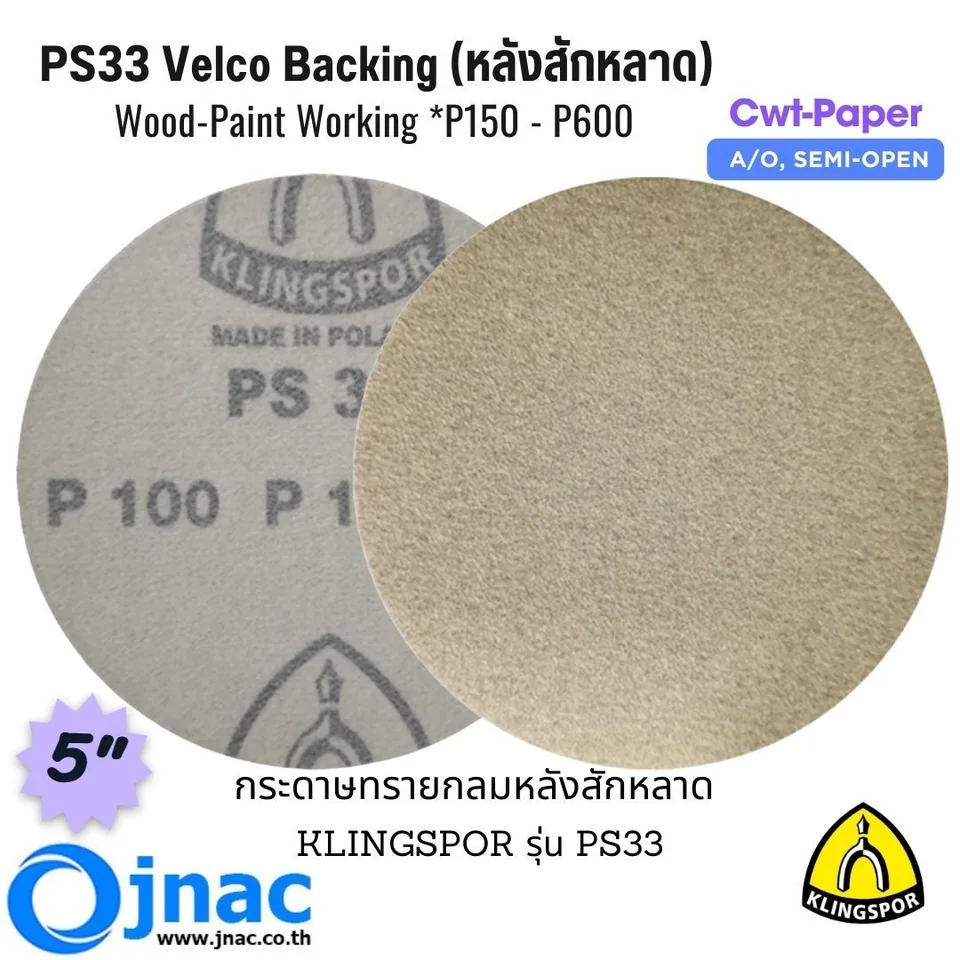 PS33 Velco Backing (หลังสักหลาด)
Wood-Paint Working *P150 - P600
Cwt-Paper
A/O, SEMI-OPEN
KLINGSPOR
MADE IN POLA
PS 3
P 100 P 1
5"
กระดาษทรายกลมหลังสักหลาด
KLINGSPOR รุ่น PS33
jnac
www.jnac.co.th
KLINGSPOR